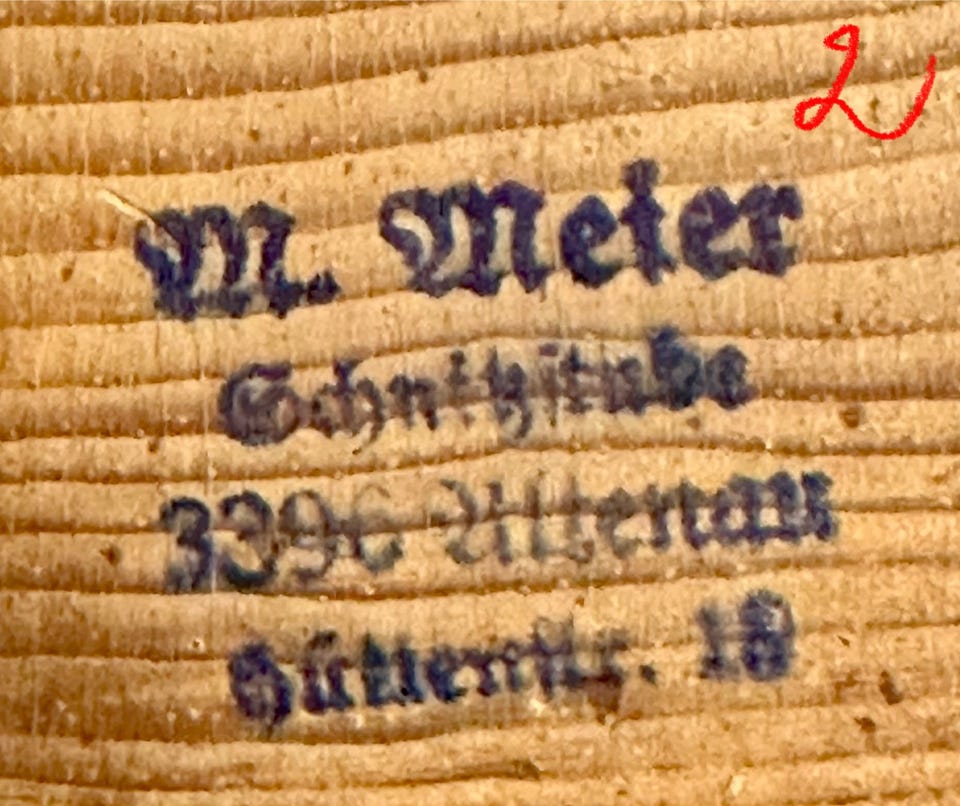 2
M. Meier
Schnitzstube
3396 Altenau
Hüttenstr. 18